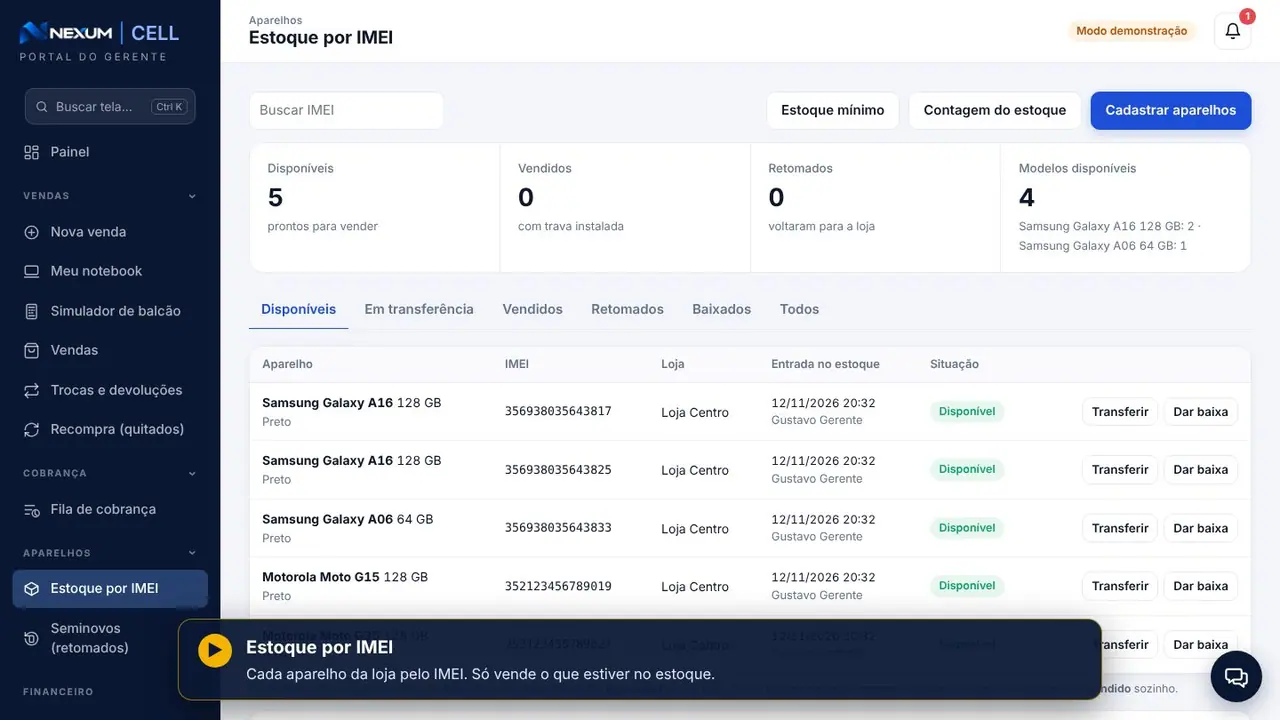 NEXUM | CELL
PORTAL DO GERENTE
Buscar tela... Ctrl K
Painel
VENDAS
Nova venda
Meu notebook
Simulador de balcão
Vendas
Trocas e devoluções
Recompra (quitados)
COBRANÇA
Fila de cobrança
APARELHOS
Estoque por IMEI
Seminovos
(retomados)
FINANCEIRO
Aparelhos
Estoque por IMEI
Modo demonstração
1
Buscar IMEI
Estoque mínimo
Contagem do estoque
Cadastrar aparelhos
Disponíveis
5
prontos para vender
Vendidos
0
com trava instalada
Retomados
0
voltaram para a loja
Modelos disponíveis
4
Samsung Galaxy A16 128 GB: 2 ·
Samsung Galaxy A06 64 GB: 1
Disponíveis Em transferência Vendidos Retomados Baixados Todos
Aparelho IMEI Loja Entrada no estoque Situação
Samsung Galaxy A16 128 GB
Preto
356938035643817
Loja Centro
12/11/2026 20:32
Gustavo Gerente
Disponível
Transferir Dar baixa
Samsung Galaxy A16 128 GB
Preto
356938035643825
Loja Centro
12/11/2026 20:32
Gustavo Gerente
Disponível
Transferir Dar baixa
Samsung Galaxy A06 64 GB
Preto
356938035643833
Loja Centro
12/11/2026 20:32
Gustavo Gerente
Disponível
Transferir Dar baixa
Motorola Moto G15 128 GB
Preto
352123456789019
Loja Centro
12/11/2026 20:32
Gustavo Gerente
Disponível
Transferir Dar baixa
Dar baixa
sozinho.
Estoque por IMEI
Cada aparelho da loja pelo IMEI. Só vende o que estiver no estoque.